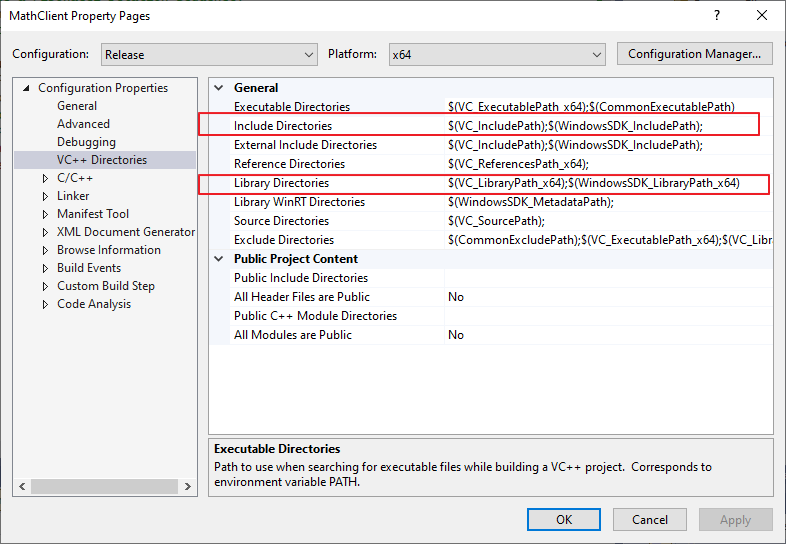 MathClient Property Pages
Configuration: Release Platform: x64 Configuration Manager...
Configuration Properties
General
Advanced
Debugging
VC++ Directories
C/C++
Linker
Manifest Tool
XML Document Generator
Browse Information
Build Events
Custom Build Step
Code Analysis
General
Executable Directories $(VC_ExecutablePath_x64);$(CommonExecutablePath)
Include Directories $(VC_IncludePath);$(WindowsSDK_IncludePath);
External Include Directories $(VC_IncludePath);$(WindowsSDK_IncludePath);
Reference Directories $(VC_ReferencesPath_x64);
Library Directories $(VC_LibraryPath_x64);$(WindowsSDK_LibraryPath_x64)
Library WinRT Directories $(WindowsSDK_MetadataPath);
Source Directories $(VC_SourcePath);
Exclude Directories $(CommonExcludePath);$(VC_ExecutablePath_x64);$(VC_Libr
Public Project Content
Public Include Directories
All Header Files are Public No
Public C++ Module Directories
All Modules are Public No
Executable Directories
Path to use when searching for executable files while building a VC++ project. Corresponds to
environment variable PATH.
OK Cancel Apply